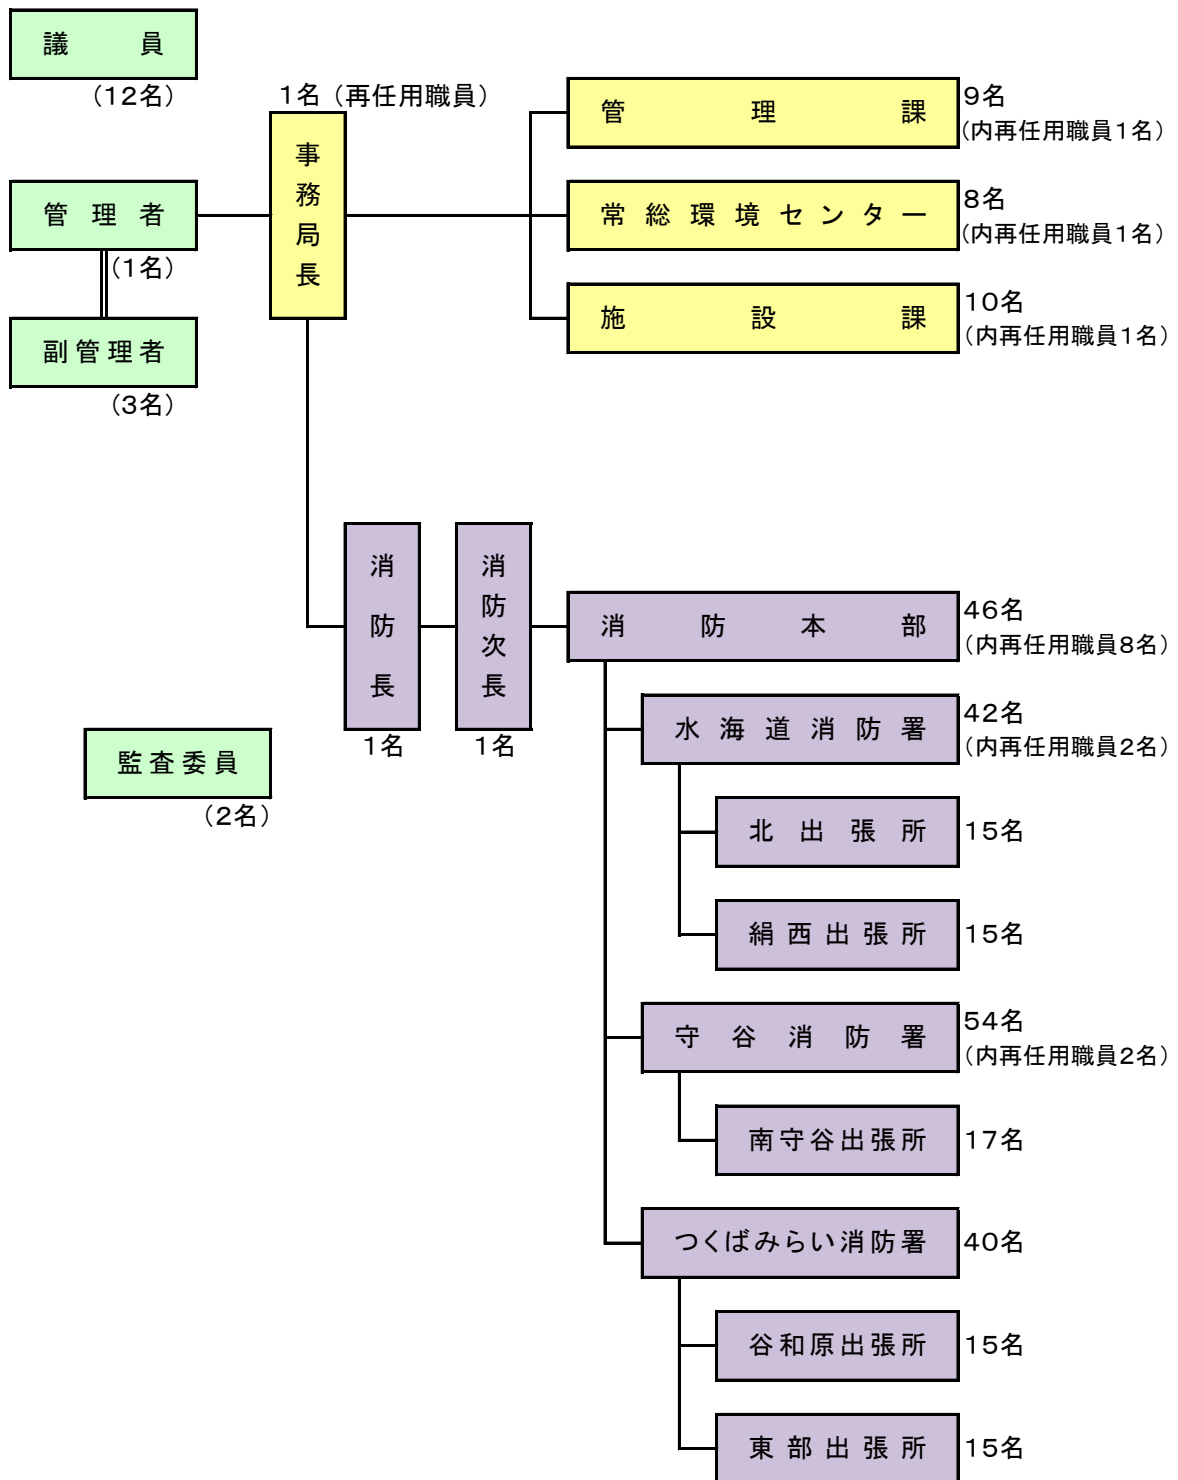 議員
（12名）
1名（再任用職員）
事務局長
管理課
9名
（内再任用職員1名）
管理者
（1名）
常総環境センター
8名
（内再任用職員1名）
副管理者
（3名）
施設課
10名
（内再任用職員1名）
消防長
1名
消防次長
1名
消防本部
46名
（内再任用職員8名）
監査委員
（2名）
水海道消防署
42名
（内再任用職員2名）
北出張所
15名
絹西出張所
15名
守谷消防署
54名
（内再任用職員2名）
南守谷出張所
17名
つくばみらい消防署
40名
谷和原出張所
15名
東部出張所
15名